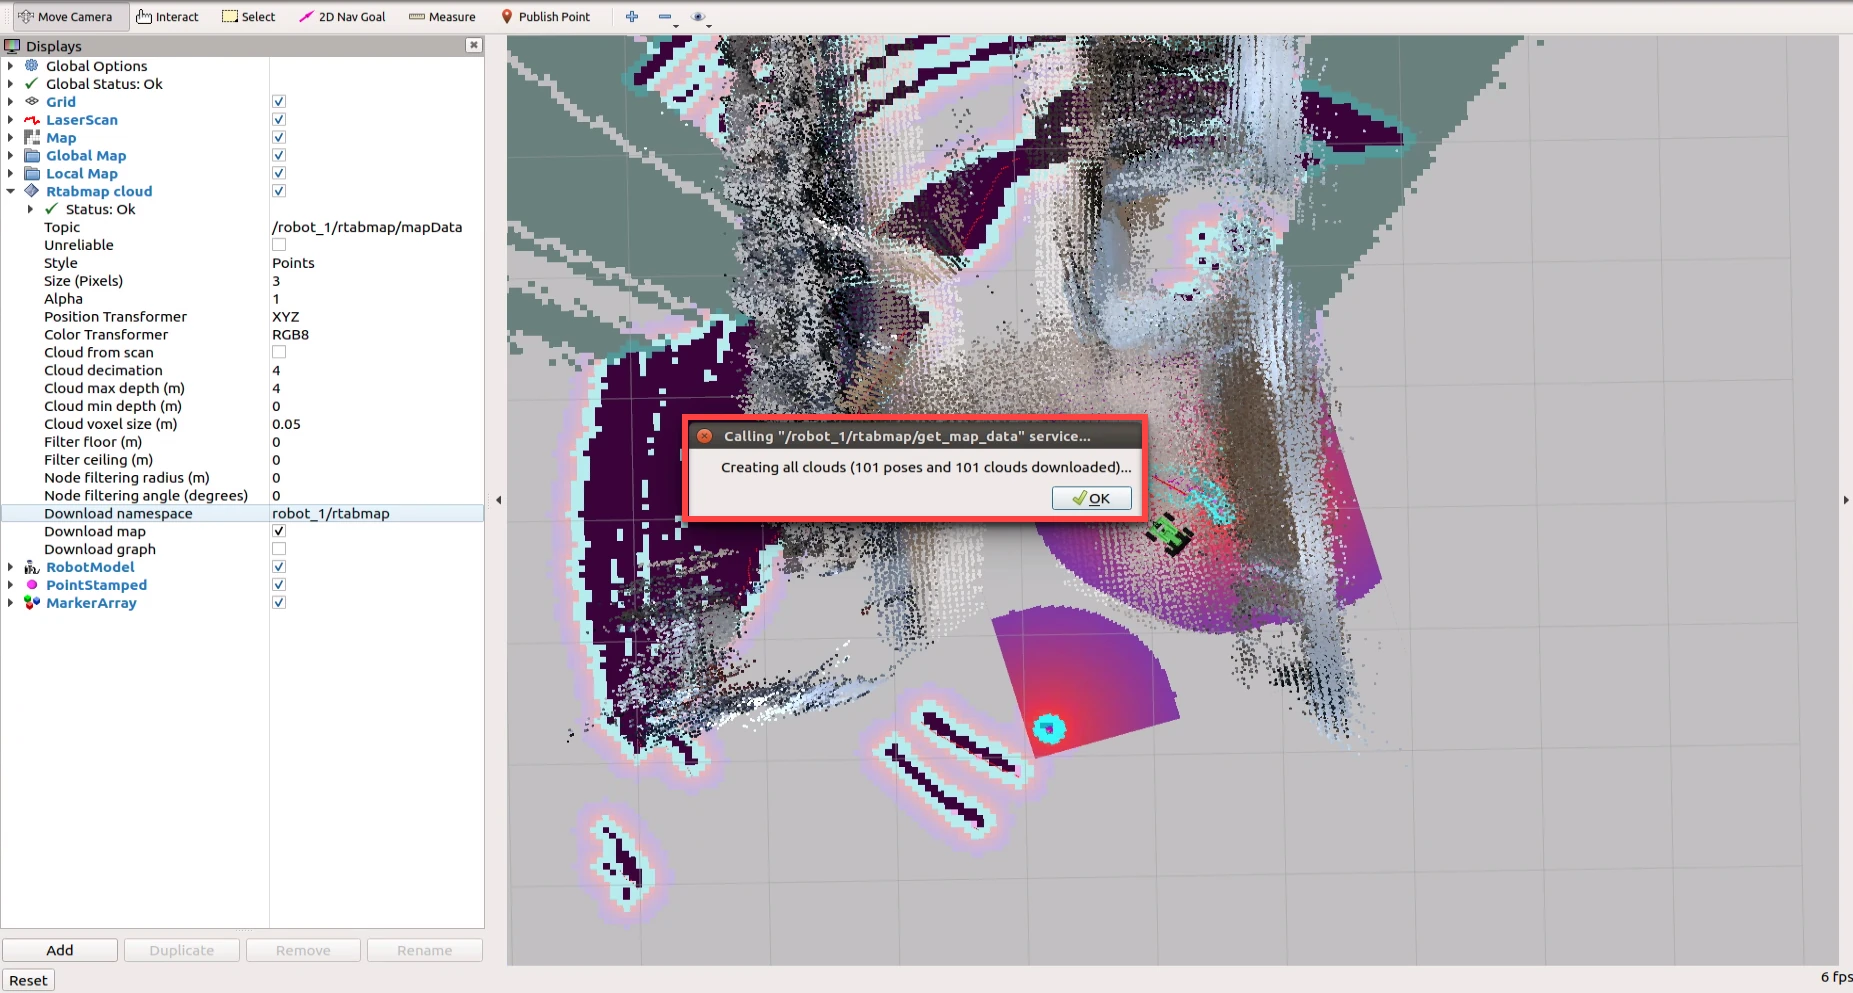 Move Camera Interact Select 2D Nav Goal Measure Publish Point
Displays
Global Options
Global Status: Ok
Grid
LaserScan
Map
Global Map
Local Map
Rtabmap cloud
Status: Ok
Topic /robot_1/rtabmap/mapData
Unreliable
Style Points
Size (Pixels) 3
Alpha 1
Position Transformer XYZ
Color Transformer RGB8
Cloud from scan
Cloud decimation 4
Cloud max depth (m) 4
Cloud min depth (m) 0
Cloud voxel size (m) 0.05
Filter floor (m) 0
Filter ceiling (m) 0
Node filtering radius (m) 0
Node filtering angle (degrees) 0
Download namespace robot_1/rtabmap
Download map
Download graph
RobotModel
PointStamped
MarkerArray
Calling "/robot_1/rtabmap/get_map_data" service...
Creating all clouds (101 poses and 101 clouds downloaded)...
OK
Add Duplicate Remove Rename
Reset
6 fps